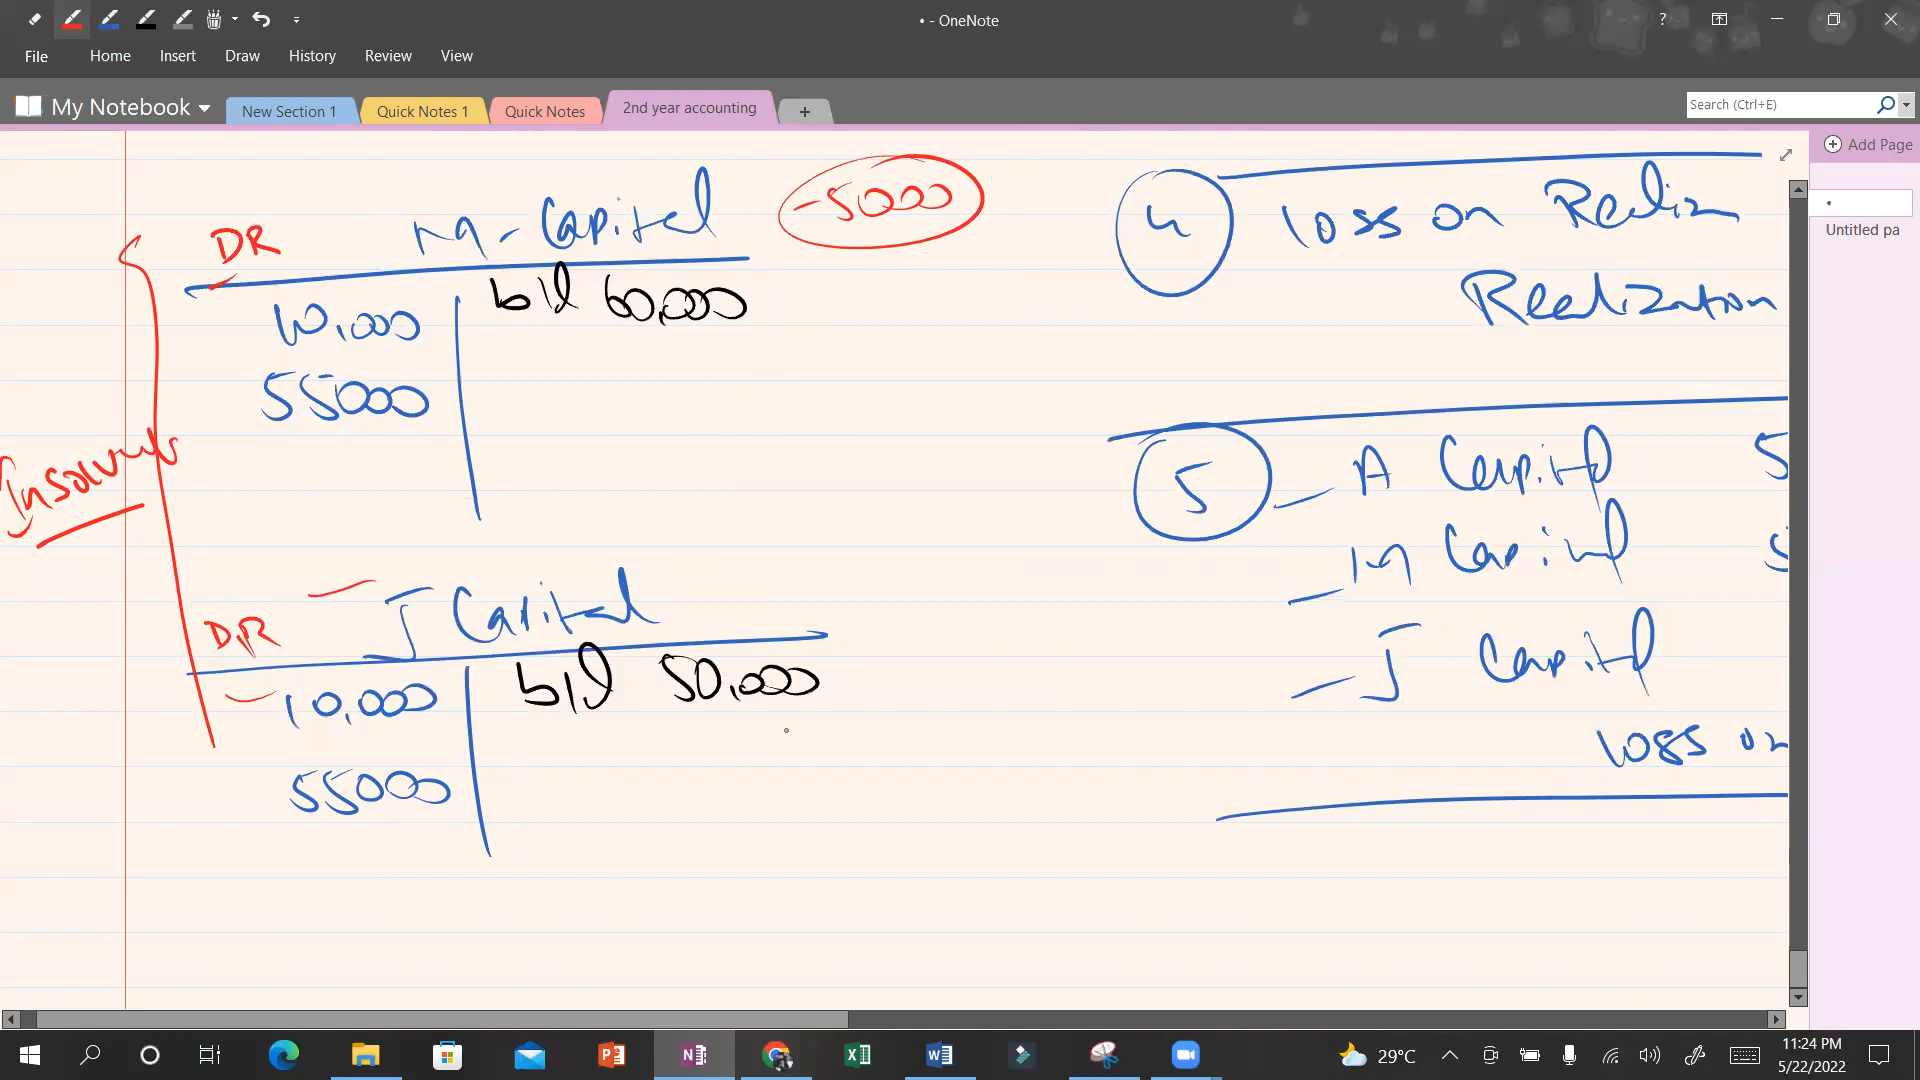 • - OneNote
?
File Home Insert Draw History Review View
My Notebook New Section 1 Quick Notes 1 Quick Notes 2nd year accounting +
Search (Ctrl+E)
Add Page
•
Untitled pa
DR M - Capital -5000
10,000 b/d 60,000
55000
Insolvent
DR J Capital
10,000 b/d 50,000
55000
4 loss on Realiz
Realization
5 - A Capital 5
- M Capital 5
- J Capital
loss on
29°C
11:24 PM
5/22/2022